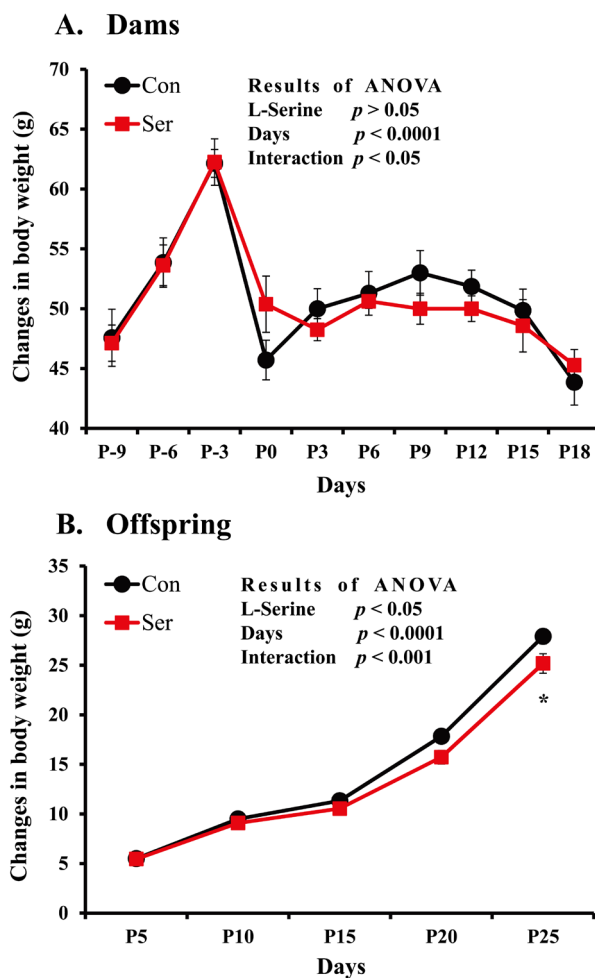 A. Dams
Changes in body weight (g)
70
60
50
40
Con
Ser
Results of ANOVA
L-Serine p > 0.05
Days p < 0.0001
Interaction p < 0.05
P-9 P-6 P-3 P0 P3 P6 P9 P12 P15 P18
Days
B. Offspring
Changes in body weight (g)
35
30
25
20
15
10
5
0
Con
Ser
Results of ANOVA
L-Serine p < 0.05
Days p < 0.0001
Interaction p < 0.001
*
P5 P10 P15 P20 P25
Days